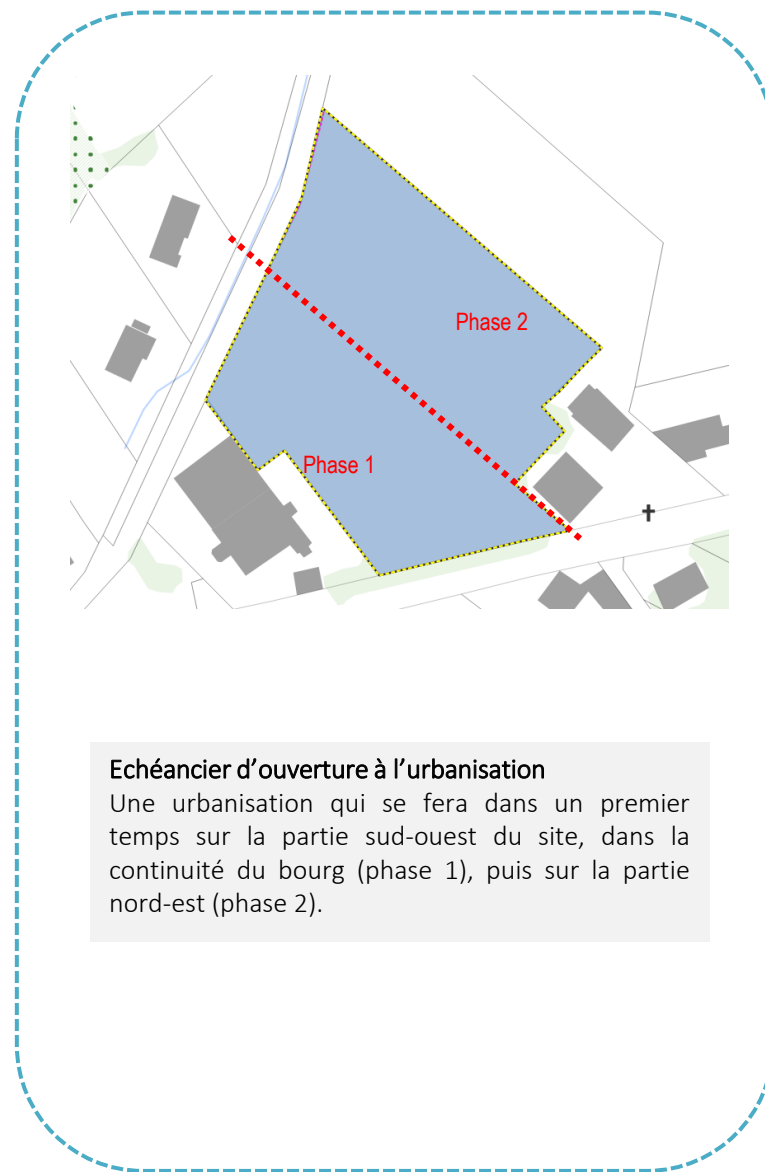 Phase 2
Phase 1
Echéancier d’ouverture à l’urbanisation
Une urbanisation qui se fera dans un premier
temps sur la partie sud-ouest du site, dans la
continuité du bourg (phase 1), puis sur la partie
nord-est (phase 2).